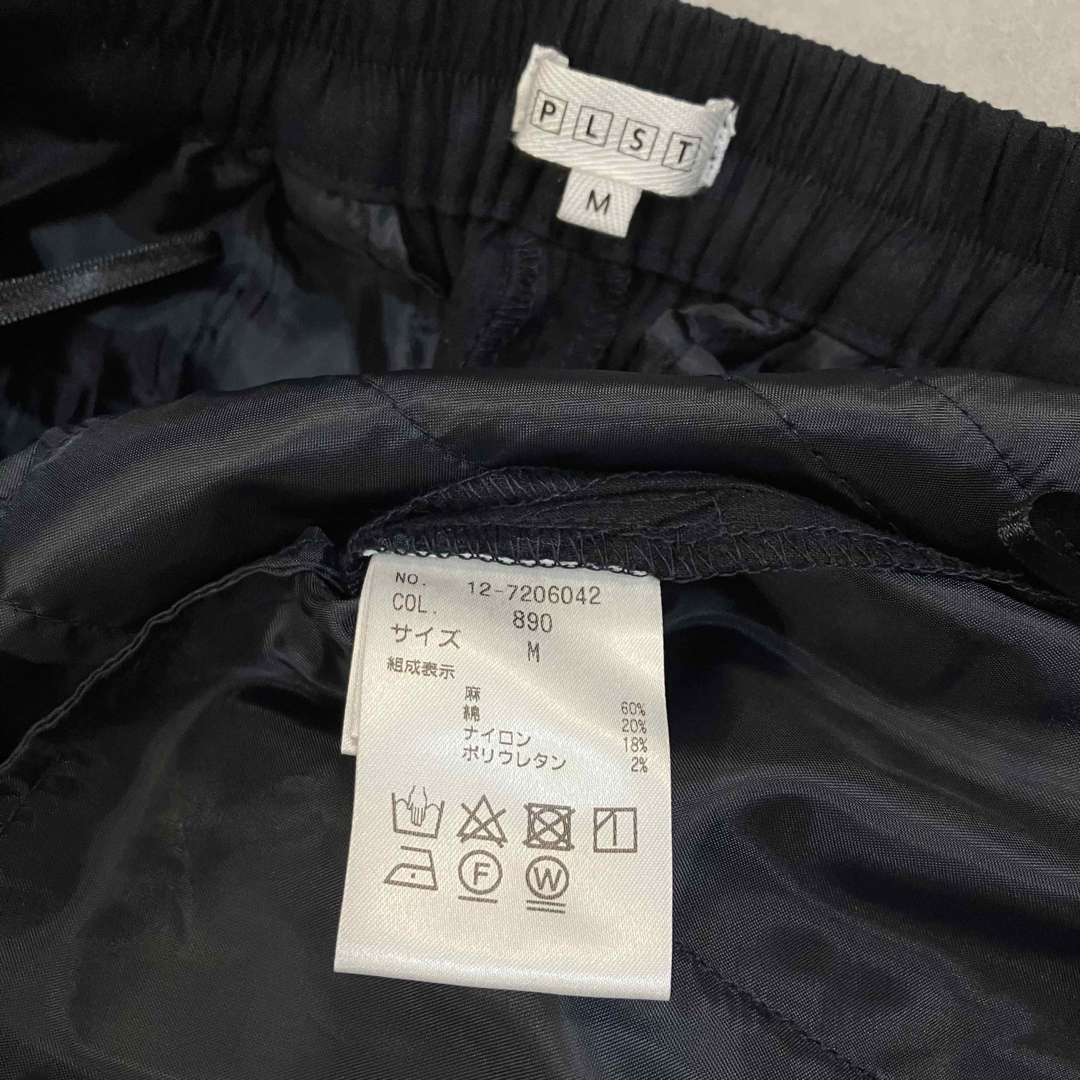 PLST
M
NO. 12-7206042
COL. 890
サイズ M
組成表示
麻 60%
綿 20%
ナイロン 18%
ポリウレタン 2%
F W